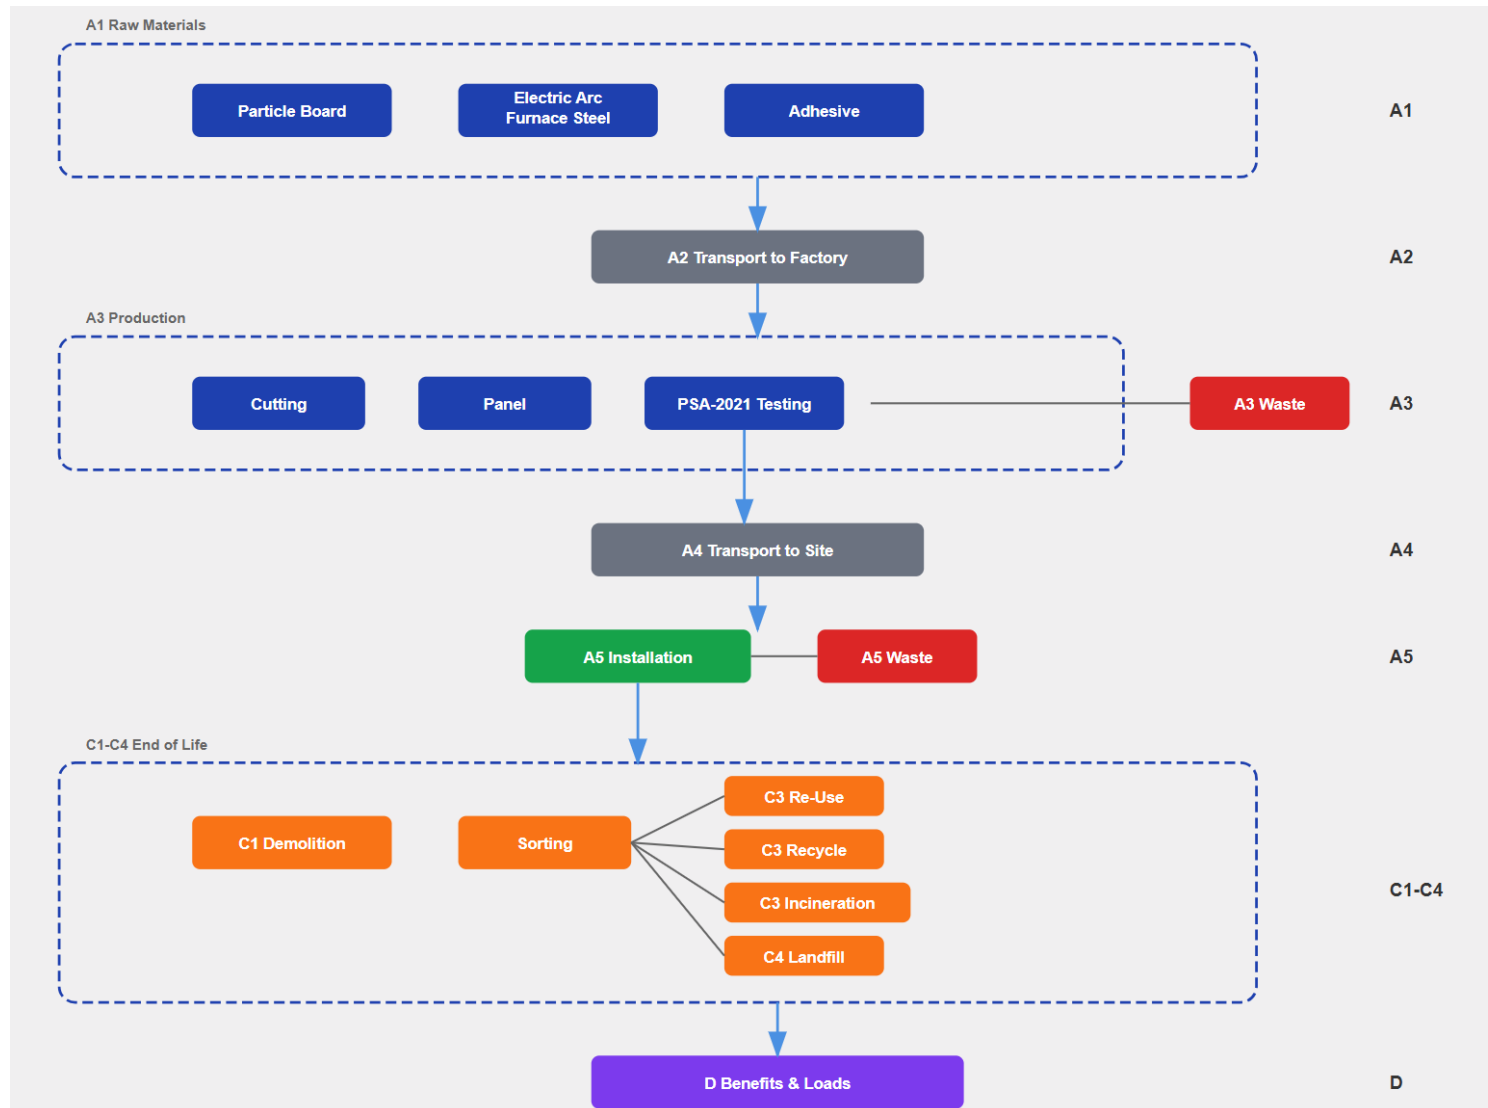 A1 Raw Materials
Particle Board
Electric Arc
Furnace Steel
Adhesive
A1
A2 Transport to Factory
A2
A3 Production
Cutting
Panel
PSA-2021 Testing
A3 Waste
A3
A4 Transport to Site
A4
A5 Installation
A5 Waste
A5
C1-C4 End of Life
C1 Demolition
Sorting
C3 Re-Use
C3 Recycle
C3 Incineration
C4 Landfill
C1-C4
D Benefits & Loads
D